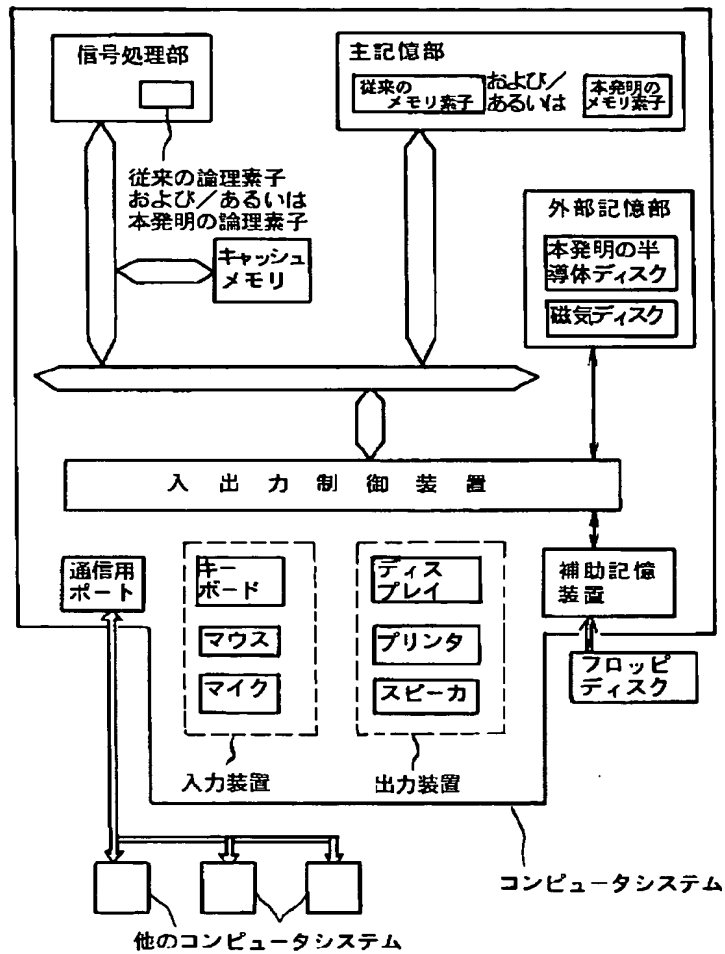 信号処理部
主記憶部
従来の
メモリ素子
および/
あるいは
本発明の
メモリ素子
従来の論理素子
および/あるいは
本発明の論理素子
キャッシュ
メモリ
外部記憶部
本発明の半
導体ディスク
磁気ディスク
入出力制御装置
通信用
ポート
キー
ボード
マウス
マイク
入力装置
ディス
プレイ
プリンタ
スピーカ
出力装置
補助記憶
装置
フロッピ
ディスク
コンピュータシステム
他のコンピュータシステム